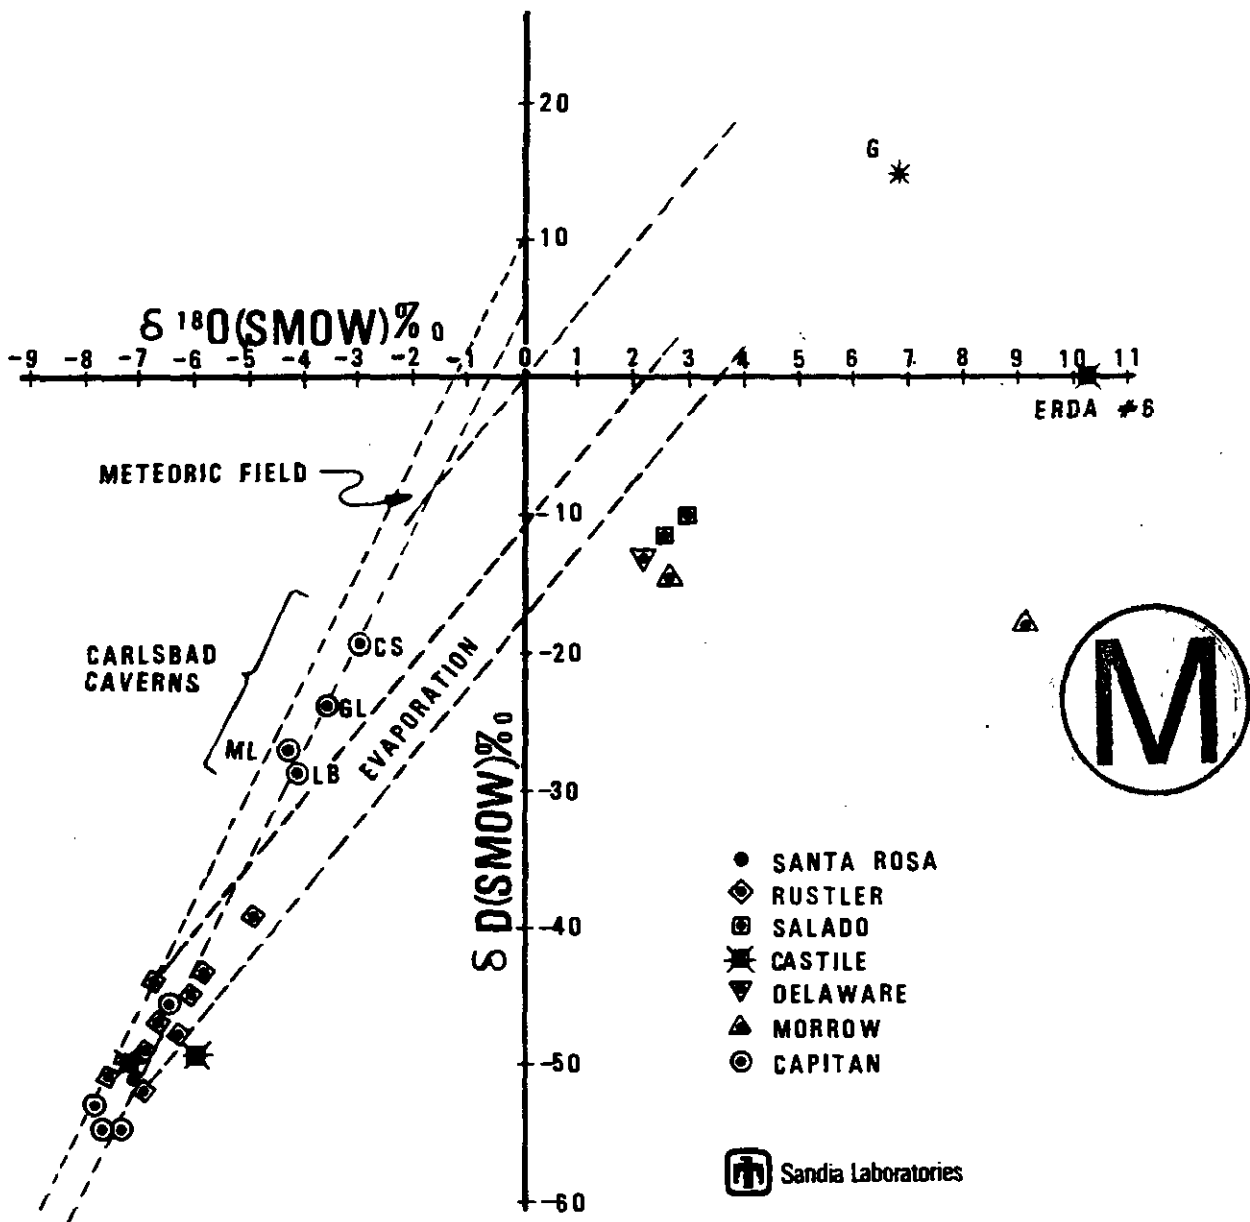 20
G
10
δ ¹⁸O(SMOW)‰
-9 -8 -7 -6 -5 -4 -3 -2 -1 0 1 2 3 4 5 6 7 8 9 10 11
ERDA #6
METEORIC FIELD
-10
CARLSBAD
CAVERNS
CS
-20
GL
ML
LB
EVAPORATION
M
-30
δ D(SMOW)‰
SANTA ROSA
RUSTLER
SALADO
-40
CASTILE
DELAWARE
MORROW
CAPITAN
-50
Sandia Laboratories
-60